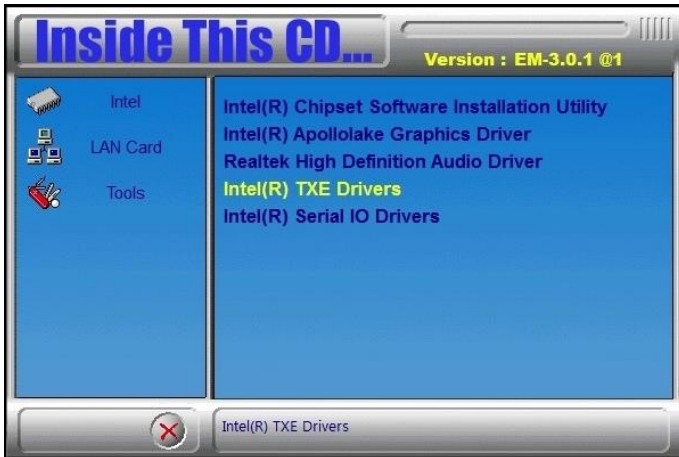 Inside This CD...
Version : EM-3.0.1 @1
Intel
LAN Card
Tools
Intel(R) Chipset Software Installation Utility
Intel(R) Apollolake Graphics Driver
Realtek High Definition Audio Driver
Intel(R) TXE Drivers
Intel(R) Serial IO Drivers
Intel(R) TXE Drivers